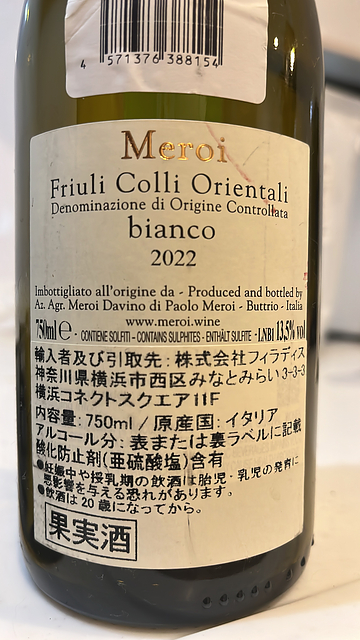 4 571376 388154
Meroi
Friuli Colli Orientali
Denominazione di Origine Controllata
bianco
2022
Imbottigliato all'origine da - Produced and bottled by
Az. Agr. Meroi Davino di Paolo Meroi - Buttrio - Italia
www.meroi.wine
750ml e - CONTIENE SOLFITI - CONTAINS SULPHITES - ENTHÄLT SULFITE - LNBI 13,5% vol
輸入者及び引取先:株式会社フィラディス
神奈川県横浜市西区みなとみらい3-3-3
横浜コネクトスクエア11F
内容量:750ml / 原産国:イタリア
アルコール分:表または裏ラベルに記載
酸化防止剤(亜硫酸塩)含有
●妊娠中や授乳期の飲酒は胎児・乳児の発育に
悪影響を与える恐れがあります。
●飲酒は20歳になってから。
果実酒